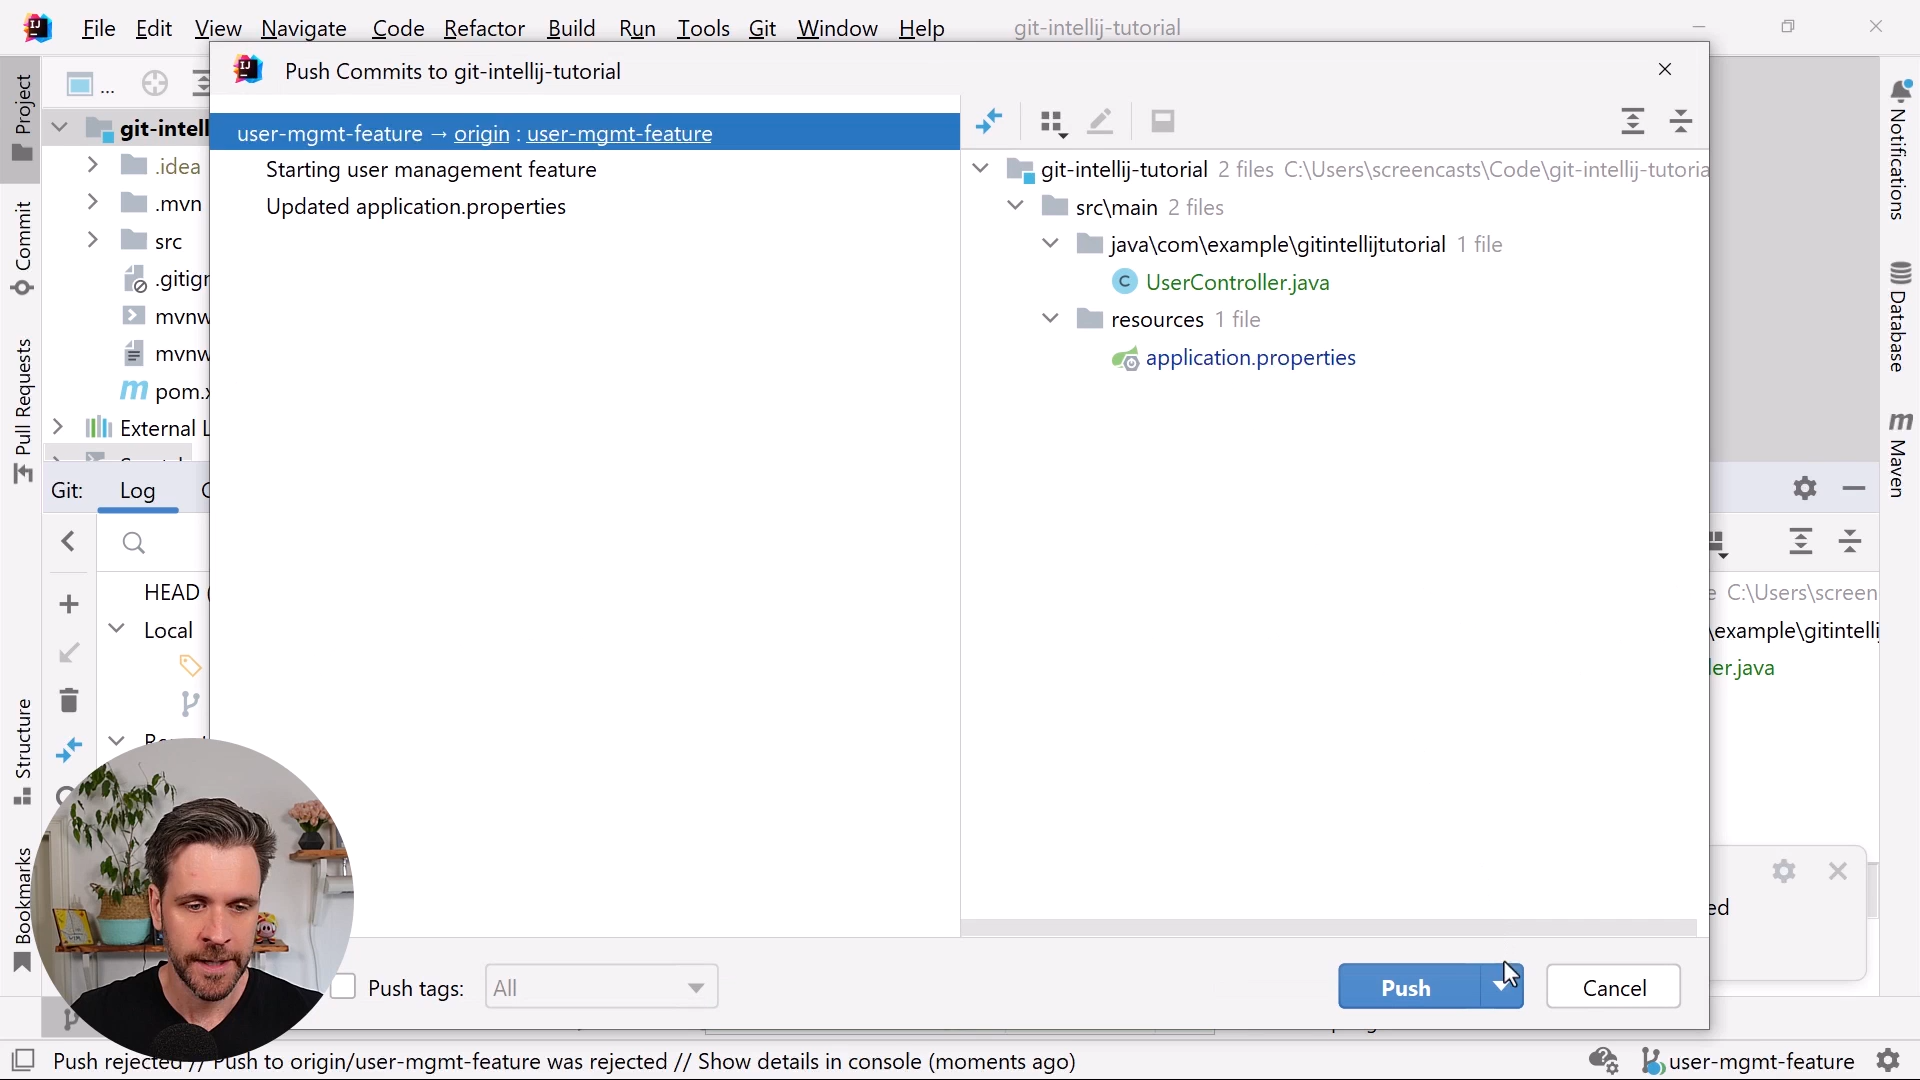 File Edit View Navigate Code Refactor Build Run Tools Git Window Help git-intellij-tutorial
Push Commits to git-intellij-tutorial
user-mgmt-feature → origin : user-mgmt-feature
Starting user management feature
Updated application.properties
git-intellij-tutorial 2 files C:\Users\screencasts\Code\git-intellij-tutoria
src\main 2 files
java\com\example\gitintellijtutorial 1 file
UserController.java
resources 1 file
application.properties
Push tags: All
Push
Cancel
Project
Commit
Pull Requests
Structure
Bookmarks
...
git-intell
.idea
.mvn
src
.gitigr
mvnw
mvnw
pom.x
External L
Git: Log
HEAD (
Local
C:\Users\screen
\example\gitintellij
ler.java
ed
Notifications
Database
Maven
Push rejected // Push to origin/user-mgmt-feature was rejected // Show details in console (moments ago)
user-mgmt-feature